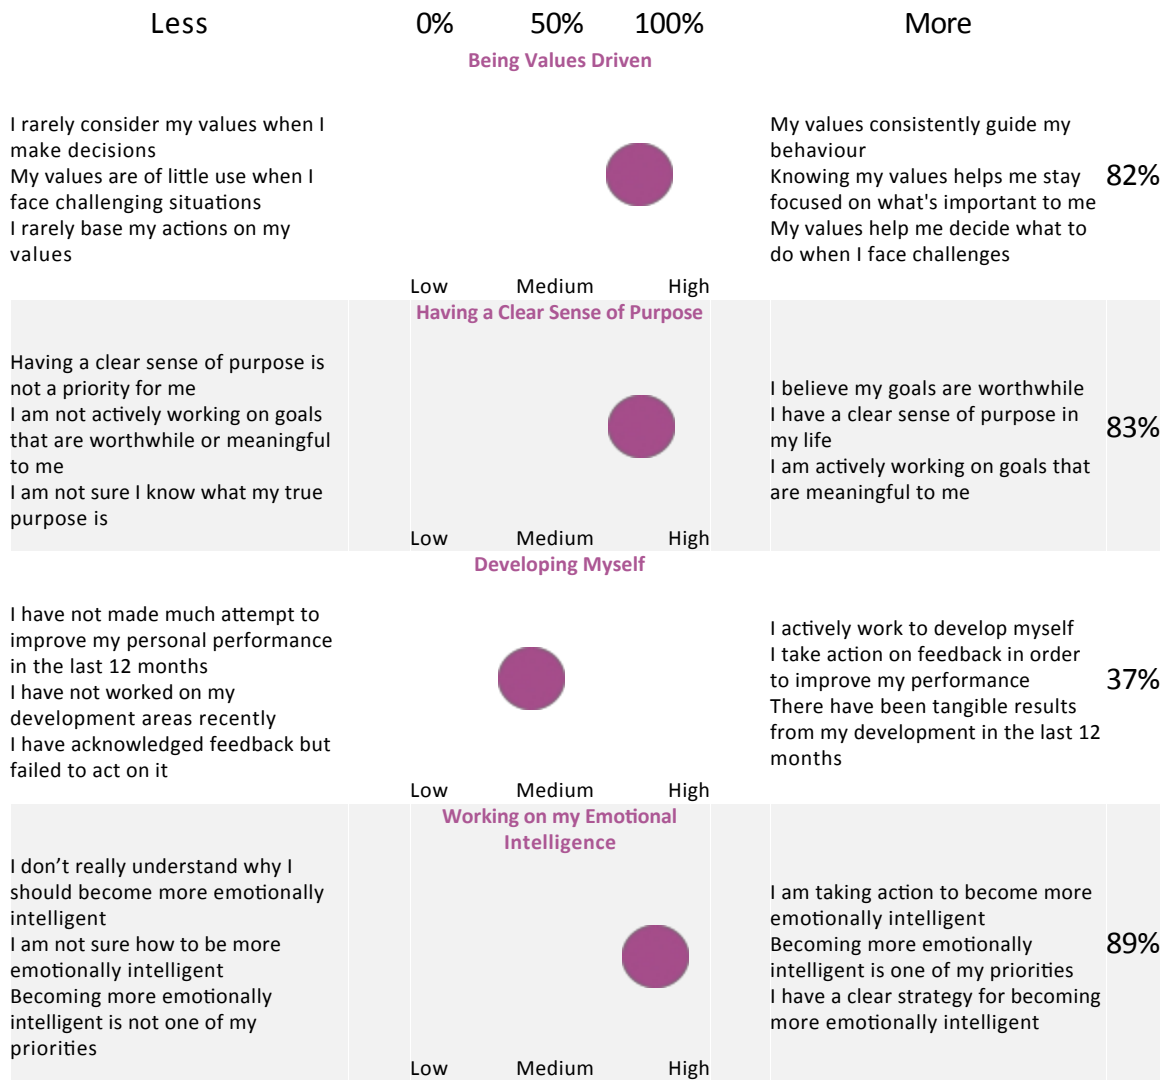 Less 0% 50% 100% More
Being Values Driven
I rarely consider my values when I
make decisions
My values are of little use when I
face challenging situations
I rarely base my actions on my
values
My values consistently guide my
behaviour
Knowing my values helps me stay
focused on what's important to me
My values help me decide what to
do when I face challenges
82%
Low Medium High
Having a Clear Sense of Purpose
Having a clear sense of purpose is
not a priority for me
I am not actively working on goals
that are worthwhile or meaningful
to me
I am not sure I know what my true
purpose is
I believe my goals are worthwhile
I have a clear sense of purpose in
my life
I am actively working on goals that
are meaningful to me
83%
Low Medium High
Developing Myself
I have not made much attempt to
improve my personal performance
in the last 12 months
I have not worked on my
development areas recently
I have acknowledged feedback but
failed to act on it
I actively work to develop myself
I take action on feedback in order
to improve my performance
There have been tangible results
from my development in the last 12
months
37%
Low Medium High
Working on my Emotional
Intelligence
I don’t really understand why I
should become more emotionally
intelligent
I am not sure how to be more
emotionally intelligent
Becoming more emotionally
intelligent is not one of my
priorities
I am taking action to become more
emotionally intelligent
Becoming more emotionally
intelligent is one of my priorities
I have a clear strategy for becoming
more emotionally intelligent
89%
Low Medium High